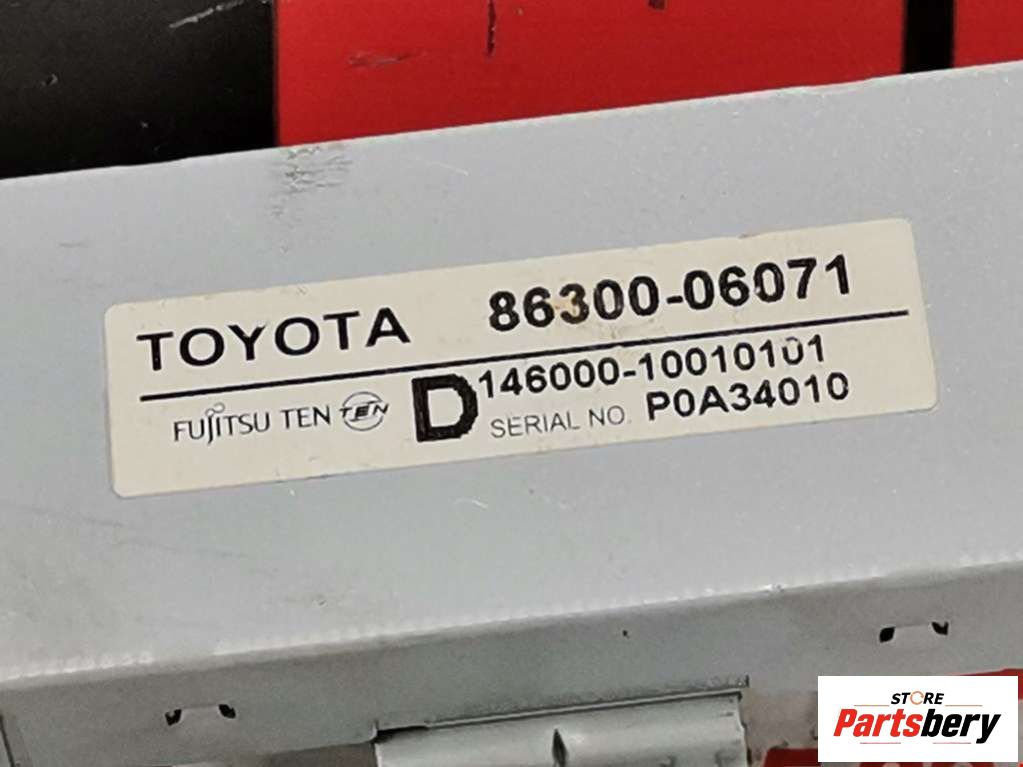 TOYOTA 86300-06071
FUJITSU TEN TEN D 146000-10010101
SERIAL NO. P0A34010
STORE
Partsbery